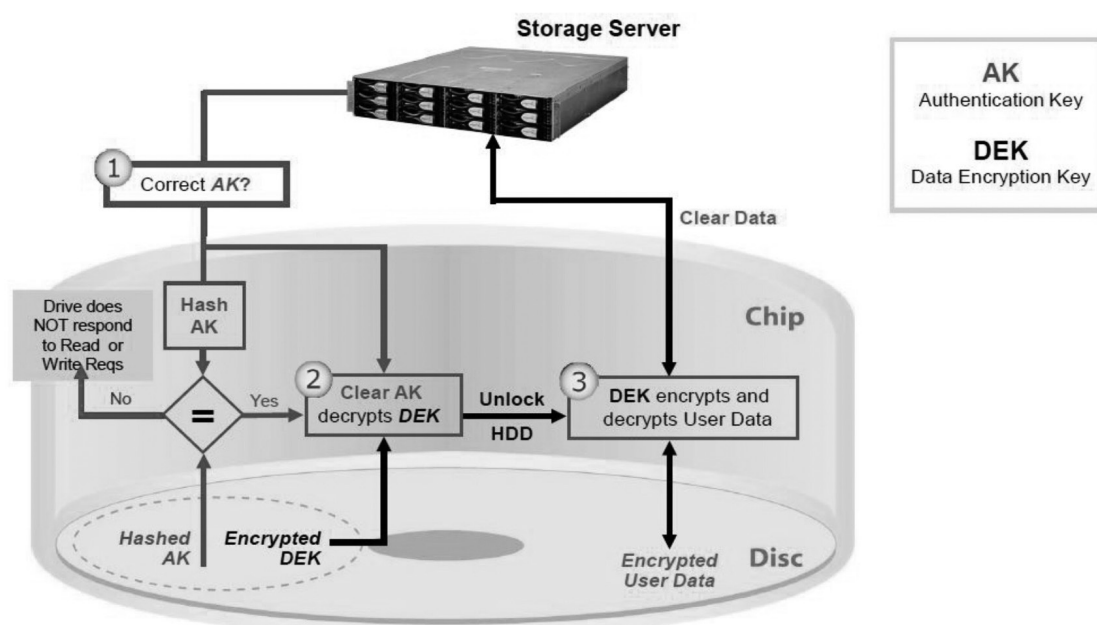 Storage Server
AK
Authentication Key
DEK
Data Encryption Key
1
Correct AK?
Clear Data
Chip
Drive does
NOT respond
to Read or
Write Reqs
Hash
AK
No
=
Yes
2
Clear AK
decrypts DEK
Unlock
HDD
3
DEK encrypts and
decrypts User Data
Hashed
AK
Encrypted
DEK
Encrypted
User Data
Disc